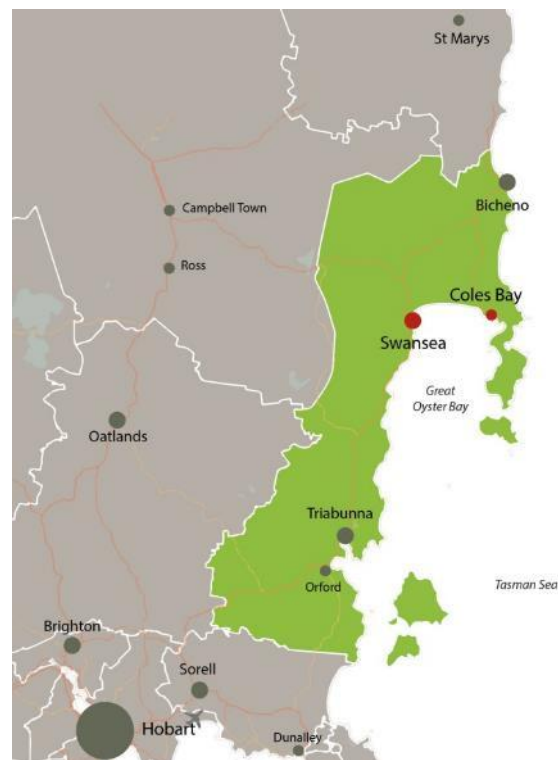 St Marys
Bicheno
Campbell Town
Ross
Coles Bay
Swansea
Great
Oyster Bay
Oatlands
Triabunna
Orford
Tasman Sea
Brighton
Sorell
Hobart
Dunalley